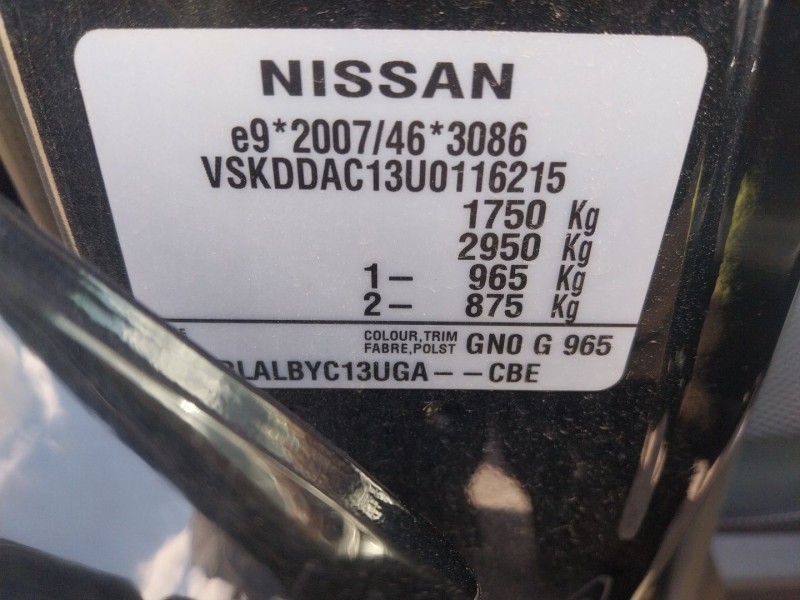 NISSAN
e9*2007/46*3086
VSKDDAC13U0116215
1750 Kg
2950 Kg
1- 965 Kg
2- 875 Kg
COLOUR,TRIM GN0 G 965
FABRE,POLST
LALBYC13UGA--CBE